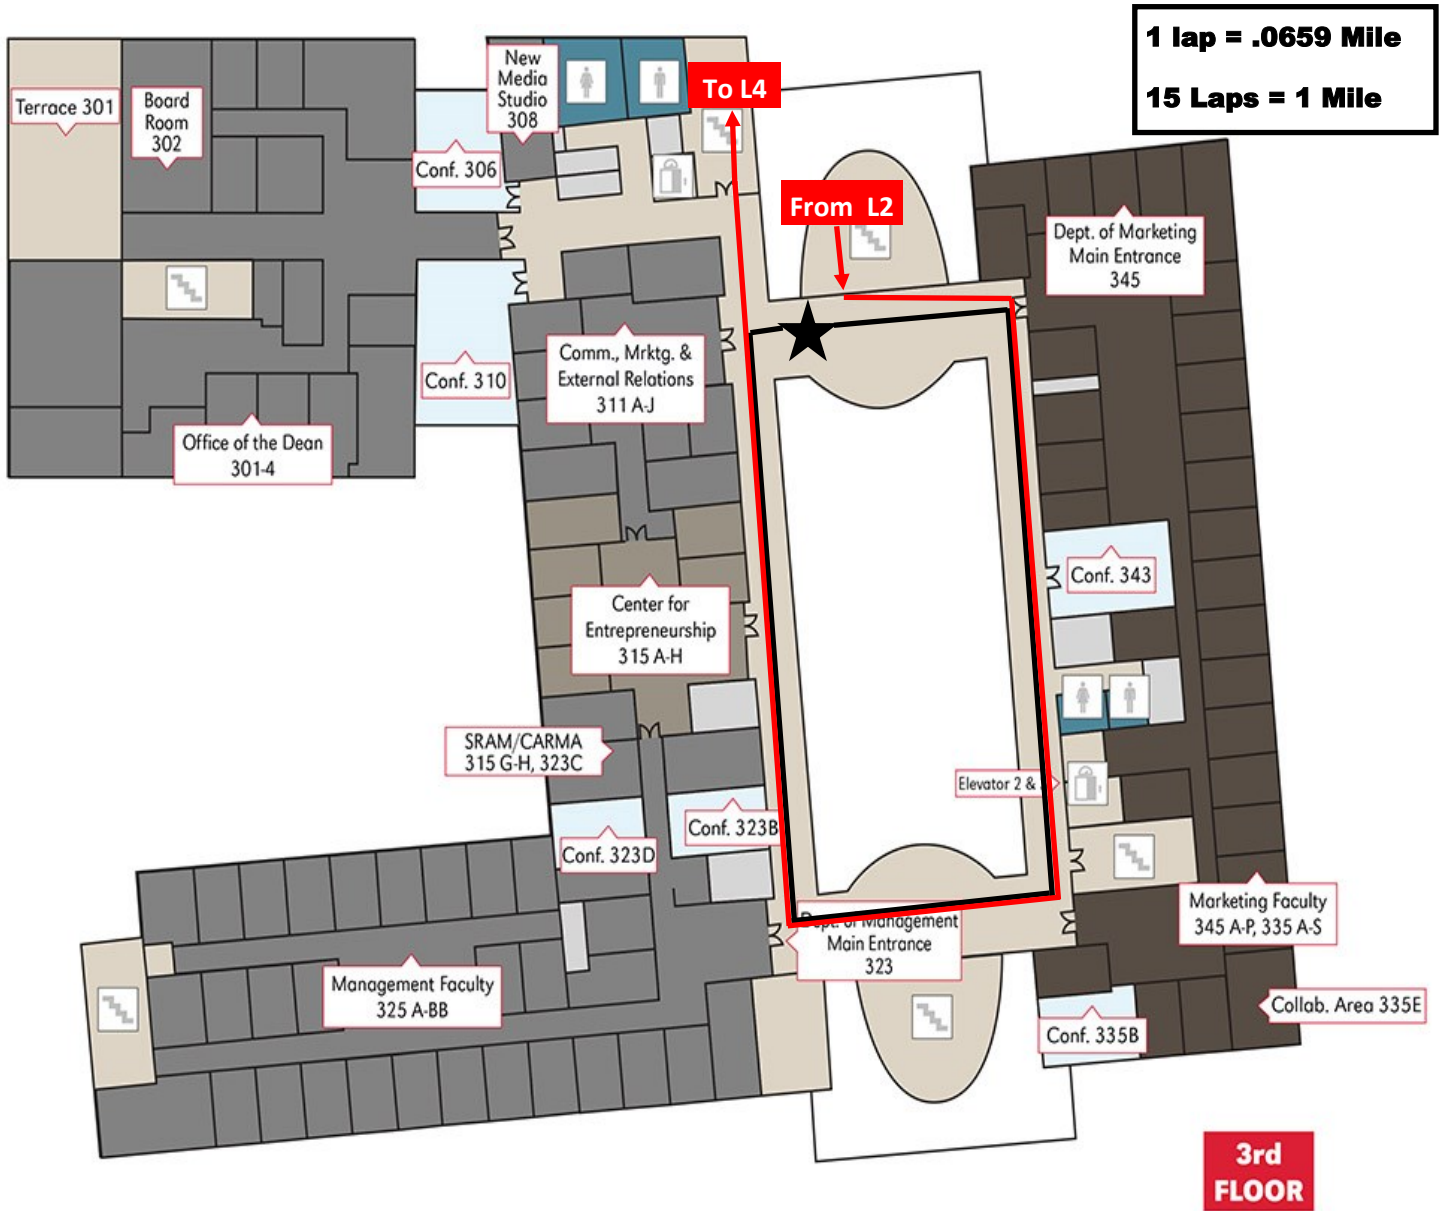 1 lap = .0659 Mile
15 Laps = 1 Mile
New
Media
Studio
308
To L4
Terrace 301
Board
Room
302
Conf. 306
From L2
Dept. of Marketing
Main Entrance
345
Comm., Mrktg. &
External Relations
311 A-J
Conf. 310
Office of the Dean
301-4
Conf. 343
Center for
Entrepreneurship
315 A-H
SRAM/CARMA
315 G-H, 323C
Elevator 2 &
Conf. 323B
Conf. 323D
Marketing Faculty
345 A-P, 335 A-S
Dept. of Management
Main Entrance
323
Management Faculty
325 A-BB
Collab. Area 335E
Conf. 335B
3rd
FLOOR